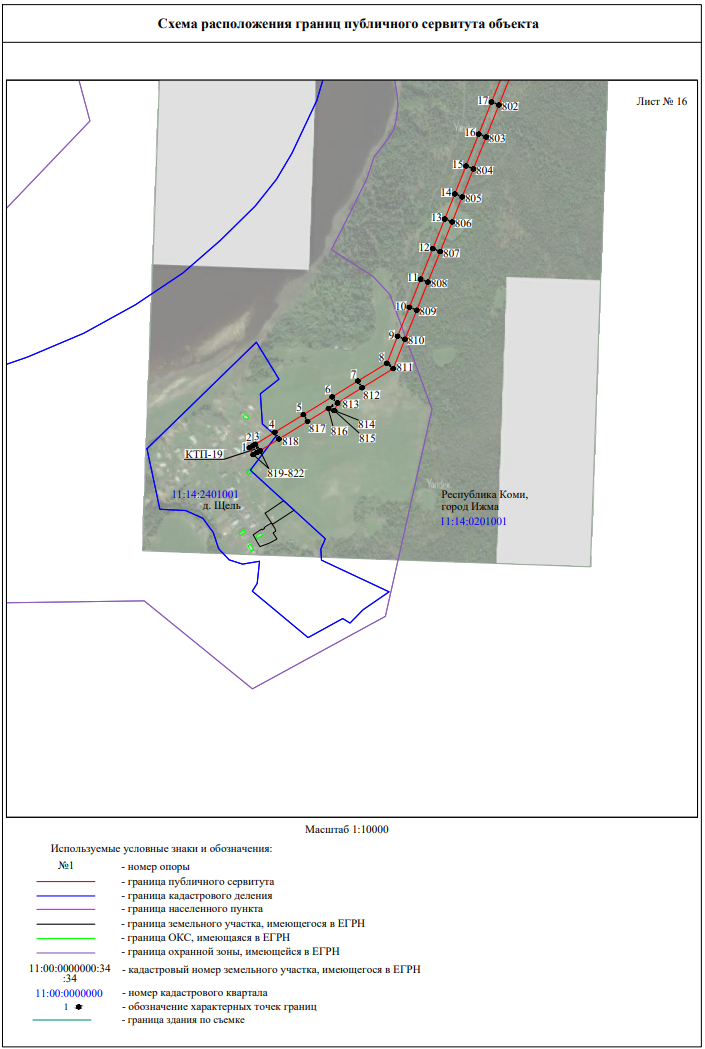 Схема расположения границ публичного сервитута объекта
Лист № 16
17
802
16
803
15
804
14
805
13
806
12
807
11
808
10
809
9
810
8
811
7
812
6
813
814
815
816
5
817
4
818
2
3
1
КТП-19
819-822
11:14:2401001
д. Щель
Yandex
Республика Коми,
город Ижма
11:14:0201001
Масштаб 1:10000
Используемые условные знаки и обозначения:
№1 - номер опоры
- граница публичного сервитута
- граница кадастрового деления
- граница населенного пункта
- граница земельного участка, имеющегося в ЕГРН
- граница ОКС, имеющаяся в ЕГРН
- граница охранной зоны, имеющейся в ЕГРН
11:00:0000000:34 - кадастровый номер земельного участка, имеющегося в ЕГРН
:34
11:00:0000000 - номер кадастрового квартала
1 - обозначение характерных точек границ
- граница здания по съемке